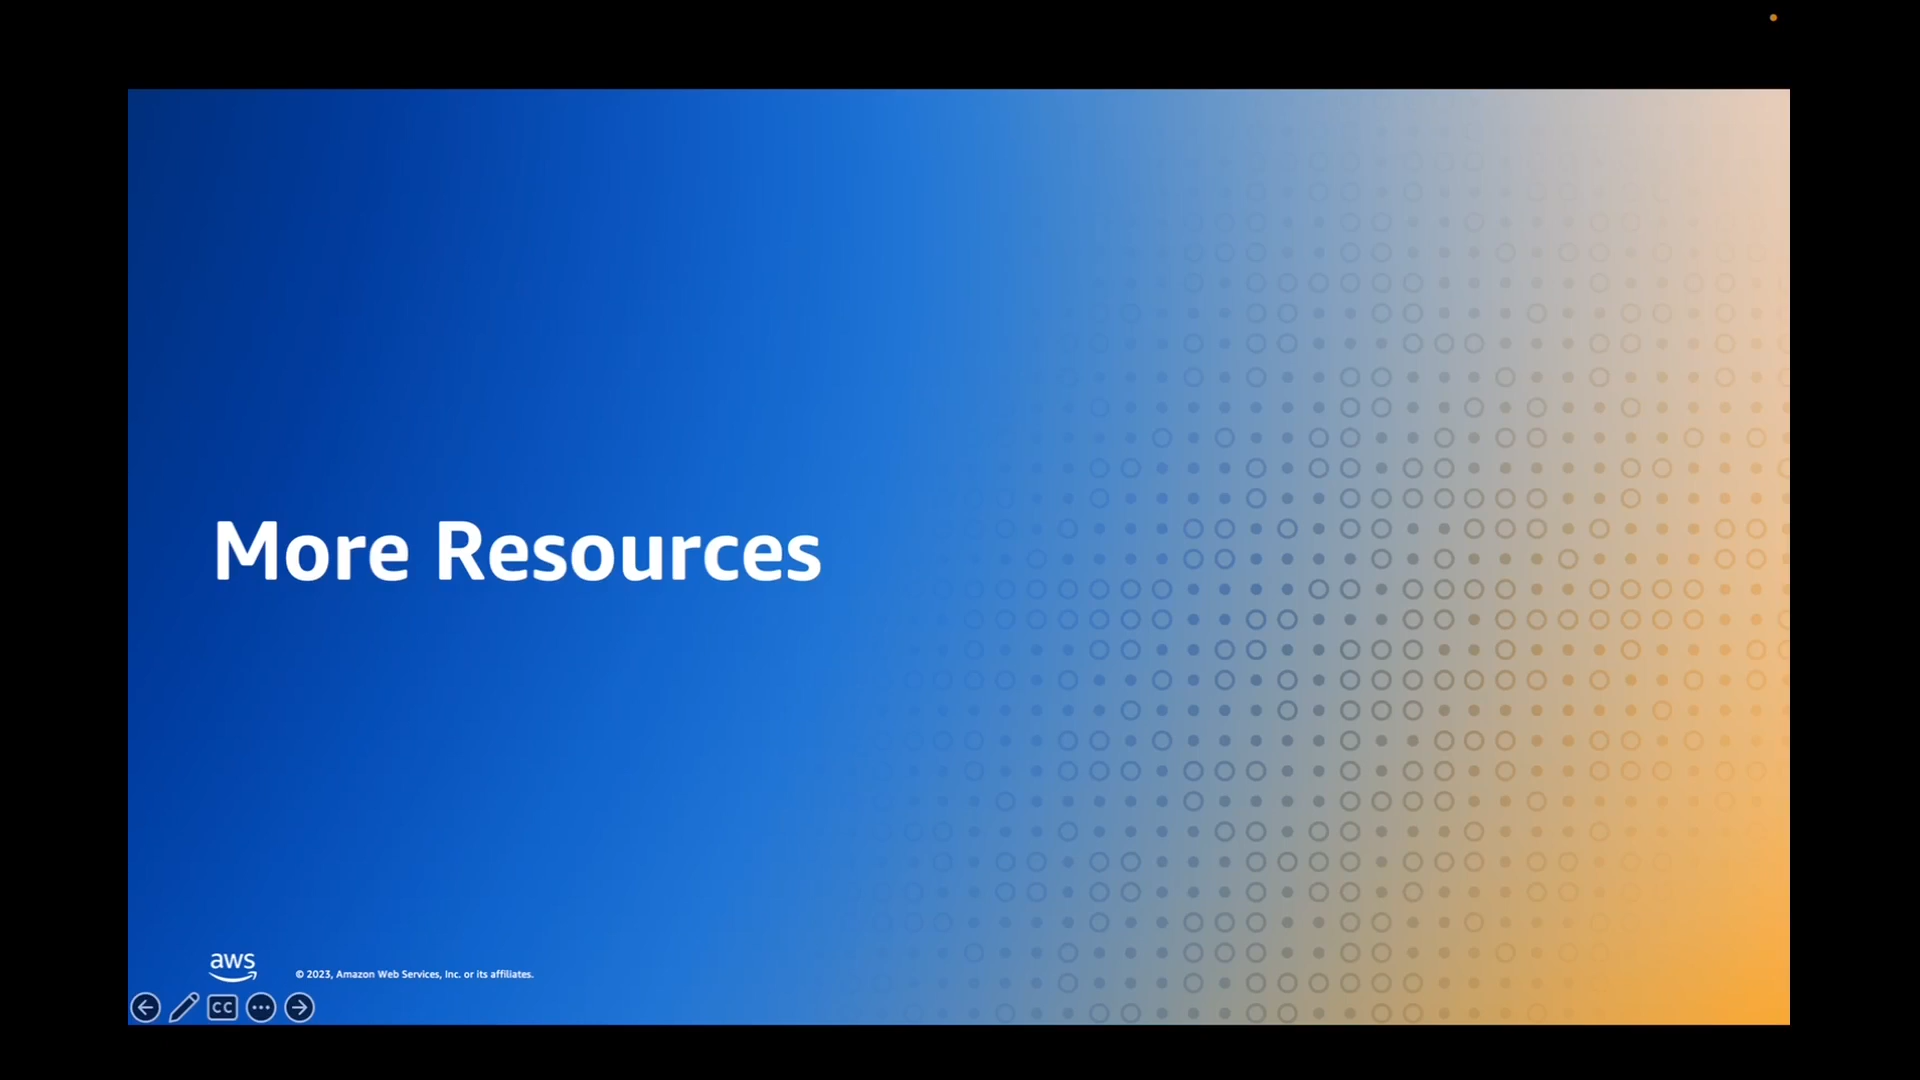 More Resources
aws
© 2023, Amazon Web Services, Inc. or its affiliates.
CC